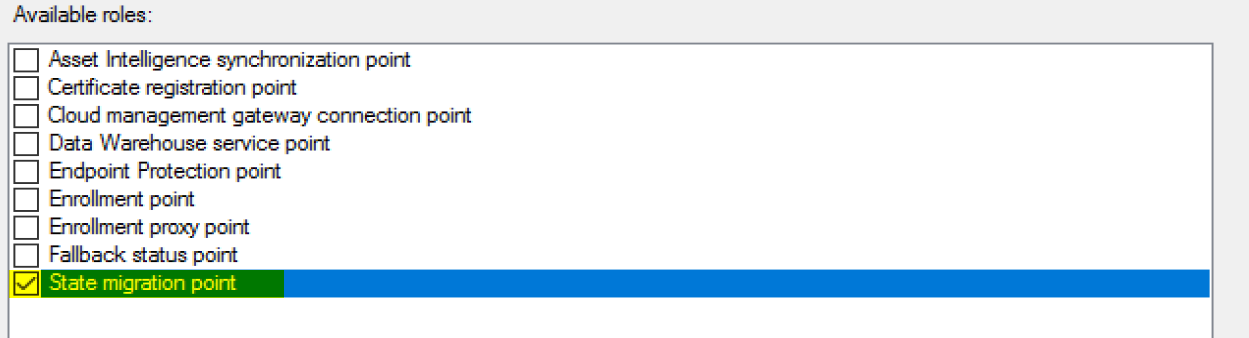 Available roles:
Asset Intelligence synchronization point
Certificate registration point
Cloud management gateway connection point
Data Warehouse service point
Endpoint Protection point
Enrollment point
Enrollment proxy point
Fallback status point
State migration point